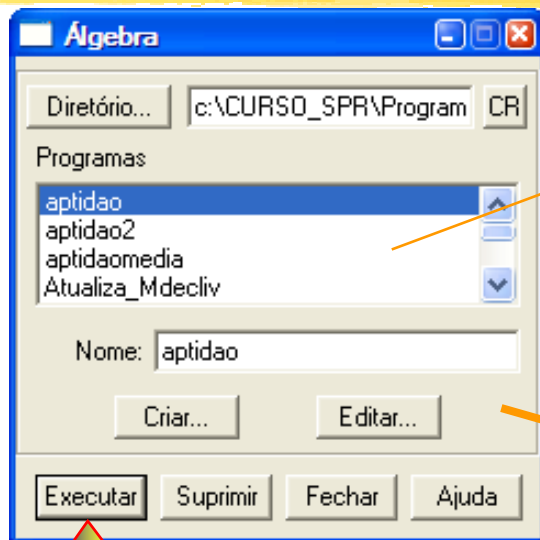 Álgebra
Diretório... c:\CURSO_SPR\Program CR
Programas
aptidao
aptidao2
aptidaomedia
Atualiza_Mdecliv
Nome: aptidao
Criar... Editar...
Executar Suprimir Fechar Ajuda